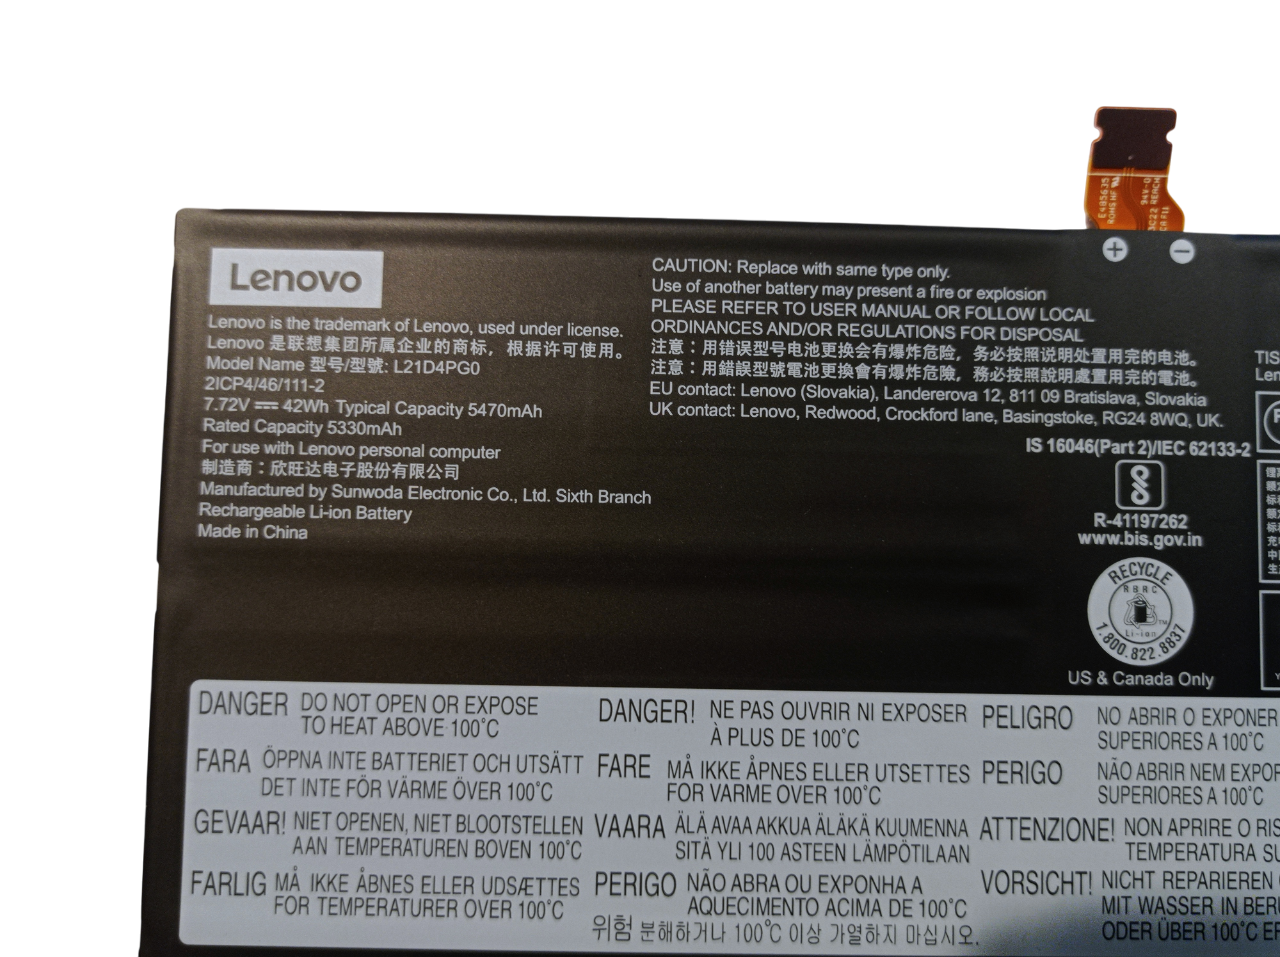 E485635
ROHS HF
94V-0
3C22 REACH
+ −
Lenovo
Lenovo is the trademark of Lenovo, used under license.
Lenovo 是联想集团所属企业的商标，根据许可使用。
Model Name 型号/型號: L21D4PG0
2ICP4/46/111-2
7.72V ⎓ 42Wh Typical Capacity 5470mAh
Rated Capacity 5330mAh
For use with Lenovo personal computer
制造商：欣旺达电子股份有限公司
Manufactured by Sunwoda Electronic Co., Ltd. Sixth Branch
Rechargeable Li-ion Battery
Made in China
CAUTION: Replace with same type only.
Use of another battery may present a fire or explosion
PLEASE REFER TO USER MANUAL OR FOLLOW LOCAL
ORDINANCES AND/OR REGULATIONS FOR DISPOSAL
注意：用错误型号电池更换会有爆炸危险，务必按照说明处置用完的电池。
注意：用錯誤型號電池更換會有爆炸危險，務必按照說明處置用完的電池。
EU contact: Lenovo (Slovakia), Landererova 12, 811 09 Bratislava, Slovakia
UK contact: Lenovo, Redwood, Crockford lane, Basingstoke, RG24 8WQ, UK.
IS 16046(Part 2)/IEC 62133-2
R-41197262
www.bis.gov.in
RECYCLE
RBRC
Li-ion
TM
1.800.822.8837
US & Canada Only
TIS
Len
DANGER DO NOT OPEN OR EXPOSE
TO HEAT ABOVE 100°C
DANGER! NE PAS OUVRIR NI EXPOSER
À PLUS DE 100°C
PELIGRO NO ABRIR O EXPONER
SUPERIORES A 100°C
FARA ÖPPNA INTE BATTERIET OCH UTSÄTT
DET INTE FÖR VÄRME ÖVER 100°C
FARE MÅ IKKE ÅPNES ELLER UTSETTES
FOR VARME OVER 100°C
PERIGO NÃO ABRIR NEM EXPOR
SUPERIORES A 100°C
GEVAAR! NIET OPENEN, NIET BLOOTSTELLEN
AAN TEMPERATUREN BOVEN 100°C
VAARA ÄLÄ AVAA AKKUA ÄLÄKÄ KUUMENNA
SITÄ YLI 100 ASTEEN LÄMPÖTILAAN
ATTENZIONE! NON APRIRE O RIS
TEMPERATURA SU
FARLIG MÅ IKKE ÅBNES ELLER UDSÆTTES
FOR TEMPERATURER OVER 100°C
PERIGO NÃO ABRA OU EXPONHA A
AQUECIMENTO ACIMA DE 100°C
VORSICHT! NICHT REPARIEREN
MIT WASSER IN BERÜ
ODER ÜBER 100°C ER
위험 분해하거나 100°C 이상 가열하지 마십시오.